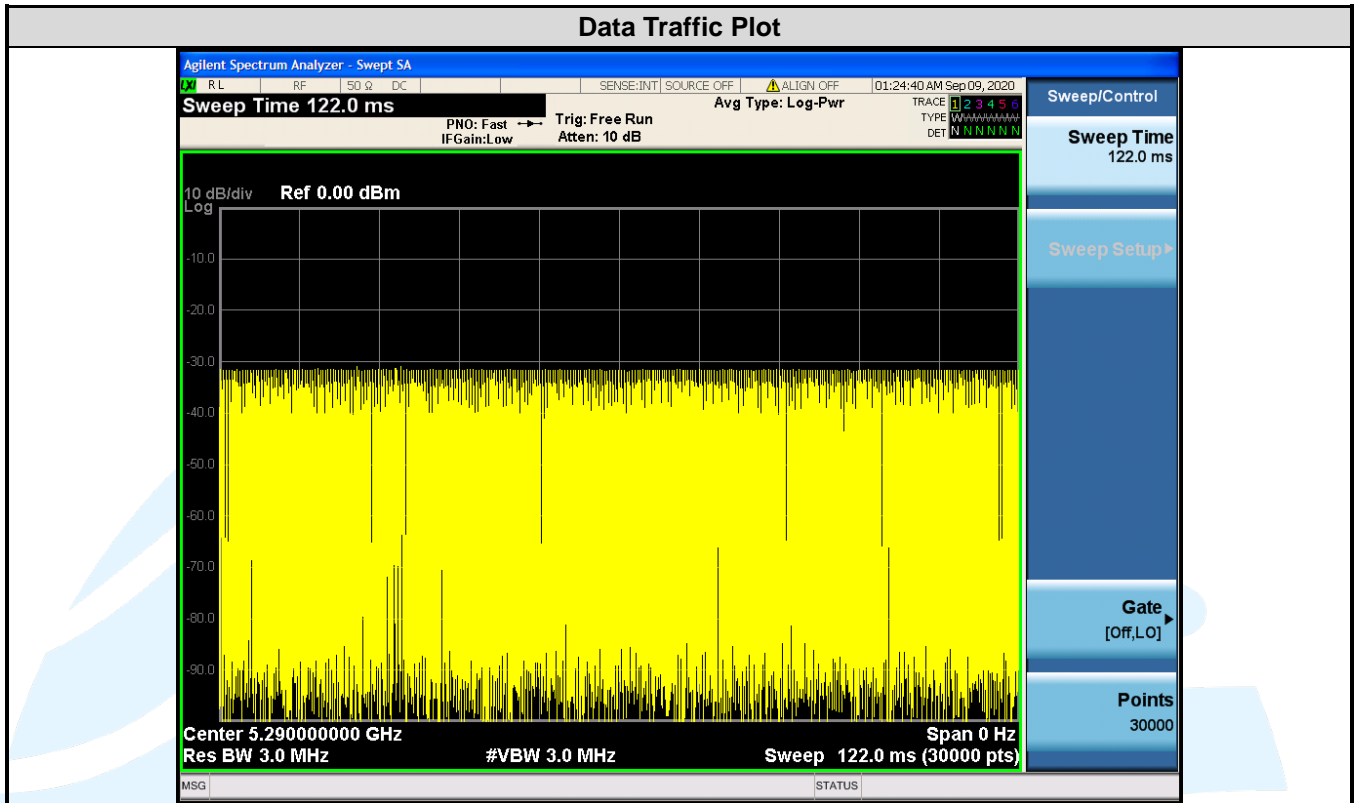 Data Traffic Plot
Agilent Spectrum Analyzer - Swept SA
LXI RL RF 50 Ω DC SENSE:INT SOURCE OFF ALIGN OFF 01:24:40 AM Sep 09, 2020
Sweep Time 122.0 ms
PNO: Fast
IFGain:Low
Trig: Free Run
Atten: 10 dB
Avg Type: Log-Pwr
TRACE 1 2 3 4 5 6
TYPE WWWWWW
DET N N N N N N
10 dB/div Ref 0.00 dBm
Log
-10.0
-20.0
-30.0
-40.0
-50.0
-60.0
-70.0
-80.0
-90.0
Center 5.290000000 GHz Span 0 Hz
Res BW 3.0 MHz #VBW 3.0 MHz Sweep 122.0 ms (30000 pts)
MSG STATUS
Sweep/Control
Sweep Time
122.0 ms
Sweep Setup
Gate
[Off,LO]
Points
30000